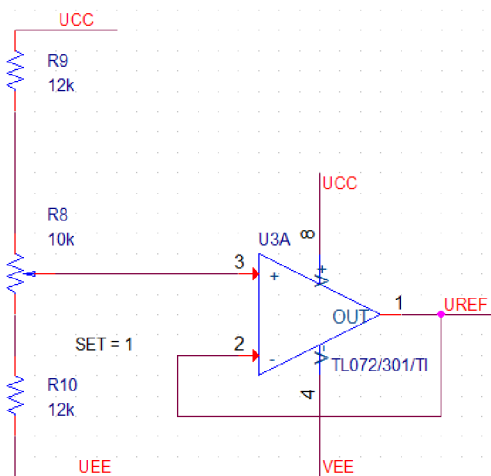 UCC
R9
12k
UCC
R8
10k
U3A
8
V+
3
+
OUT
1
UREF
SET = 1
2
-
V-
TL072/301/TI
R10
12k
4
UEE
VEE